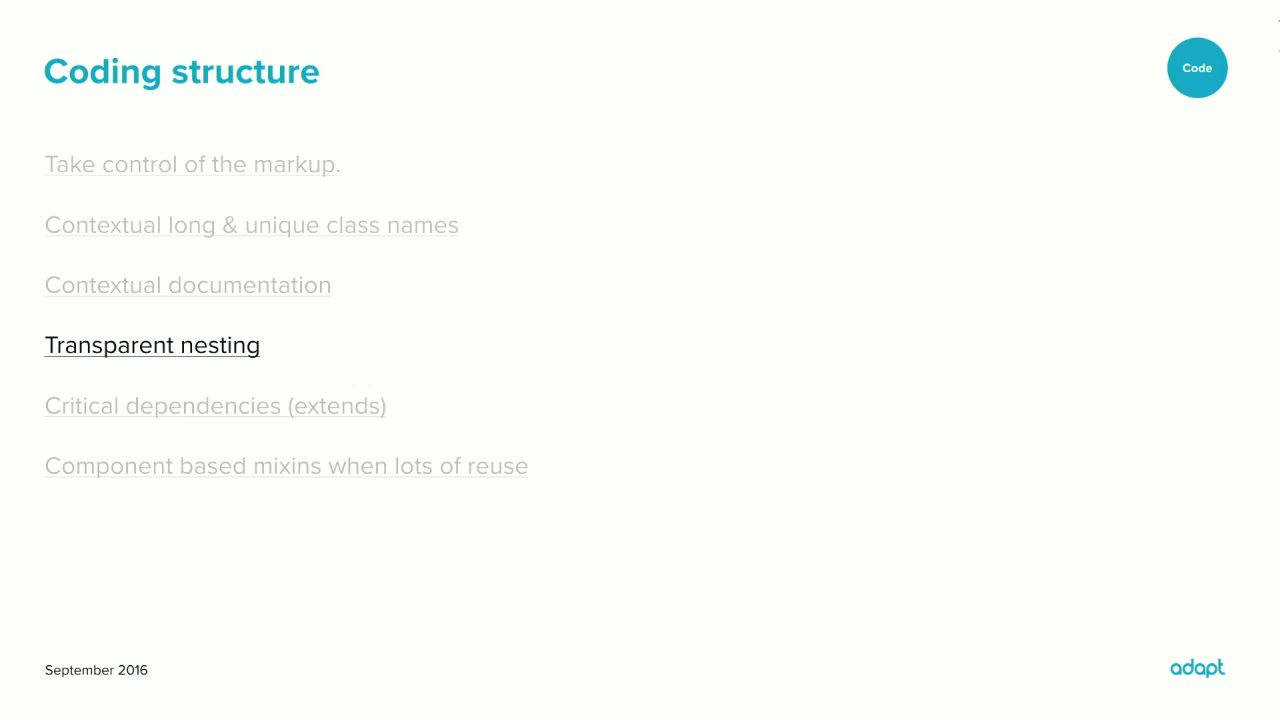 Coding structure
Code
Take control of the markup.
Contextual long & unique class names
Contextual documentation
Transparent nesting
Critical dependencies (extends)
Component based mixins when lots of reuse
September 2016
adapt